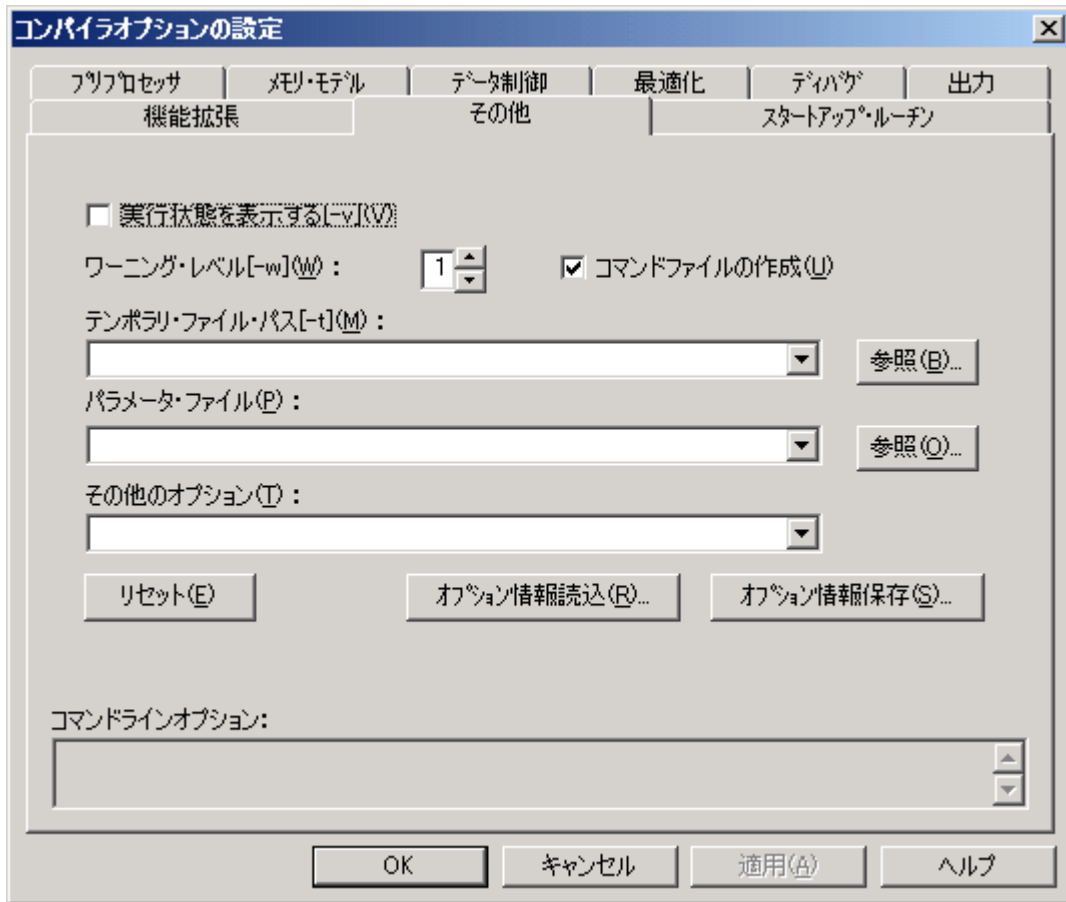 コンパイラオプションの設定
ﾌﾟﾘﾌﾟﾛｾｯｻ ﾒﾓﾘ･ﾓﾃﾞﾙ ﾃﾞｰﾀ制御 最適化 ﾃﾞｨﾊﾞｸﾞ 出力
機能拡張 その他 ｽﾀｰﾄｱｯﾌﾟ･ﾙｰﾁﾝ
実行状態を表示する[-v](V)
ワーニング・レベル[-w](W)： 1 コマンドファイルの作成(U)
テンポラリ・ファイル・パス[-t](M)：
参照(B)...
パラメータ・ファイル(P)：
参照(O)...
その他のオプション(T)：
リセット(E) ｵﾌﾟｼｮﾝ情報読込(R)... ｵﾌﾟｼｮﾝ情報保存(S)...
コマンドラインオプション:
OK キャンセル 適用(A) ヘルプ